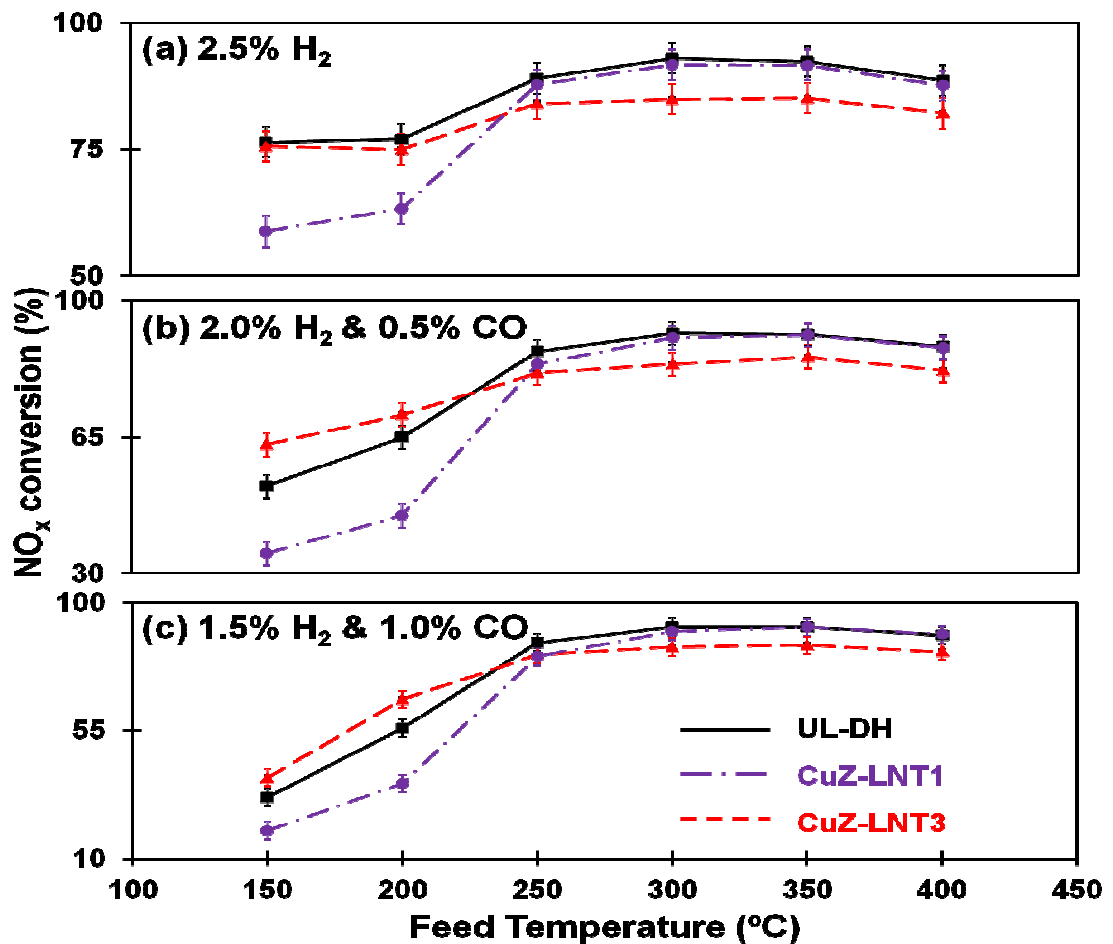 (a) 2.5% H₂
100
75
50
(b) 2.0% H₂ & 0.5% CO
100
65
30
(c) 1.5% H₂ & 1.0% CO
100
55
10
NOₓ conversion (%)
UL-DH
CuZ-LNT1
CuZ-LNT3
100 150 200 250 300 350 400 450
Feed Temperature (ºC)